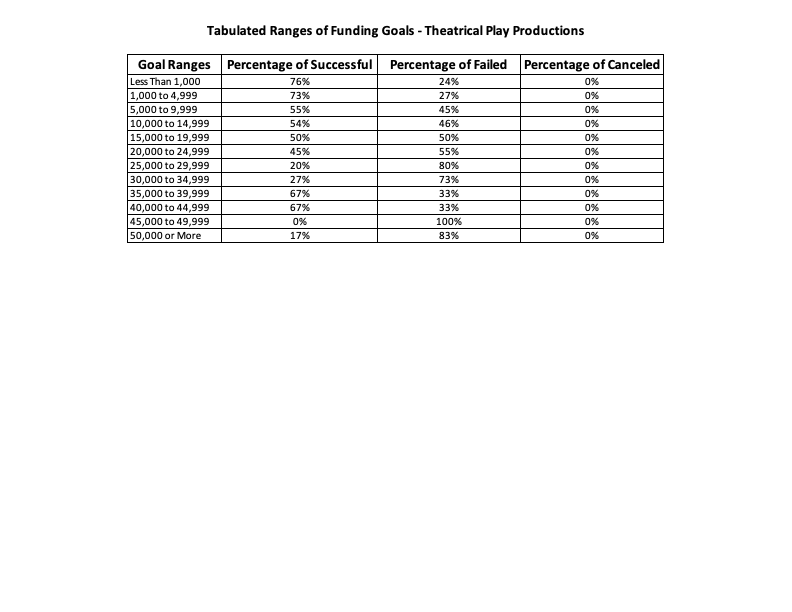 Tabulated Ranges of Funding Goals - Theatrical Play Productions
Goal Ranges Percentage of Successful Percentage of Failed Percentage of Canceled
Less Than 1,000 76% 24% 0%
1,000 to 4,999 73% 27% 0%
5,000 to 9,999 55% 45% 0%
10,000 to 14,999 54% 46% 0%
15,000 to 19,999 50% 50% 0%
20,000 to 24,999 45% 55% 0%
25,000 to 29,999 20% 80% 0%
30,000 to 34,999 27% 73% 0%
35,000 to 39,999 67% 33% 0%
40,000 to 44,999 67% 33% 0%
45,000 to 49,999 0% 100% 0%
50,000 or More 17% 83% 0%